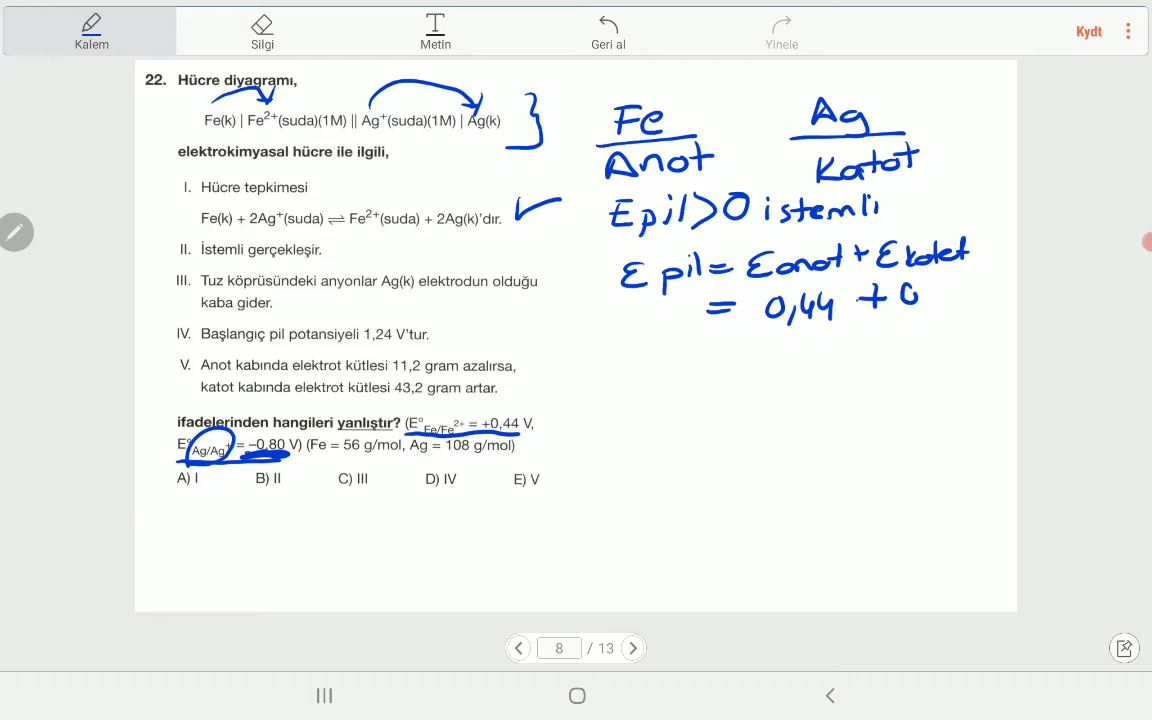 Kalem
Silgi
Metin
Geri al
Yinele
Kydt
22. Hücre diyagramı,
Fe(k) | Fe²⁺(suda)(1M) || Ag⁺(suda)(1M) | Ag(k)
elektrokimyasal hücre ile ilgili,
I. Hücre tepkimesi
Fe(k) + 2Ag⁺(suda) ⇌ Fe²⁺(suda) + 2Ag(k)'dır.
II. İstemli gerçekleşir.
III. Tuz köprüsündeki anyonlar Ag(k) elektrodun olduğu
kaba gider.
IV. Başlangıç pil potansiyeli 1,24 V'tur.
V. Anot kabında elektrot kütlesi 11,2 gram azalırsa,
katot kabında elektrot kütlesi 43,2 gram artar.
ifadelerinden hangileri yanlıştır? (E°Fe/Fe²⁺ = +0,44 V,
E°Ag/Ag⁺ = –0,80 V) (Fe = 56 g/mol, Ag = 108 g/mol)
A) I B) II C) III D) IV E) V
Fe Ag
Anot Katot
Epil>0 istemli
Epil = Eanot + Ekatot
= 0,44 + 0
8 / 13